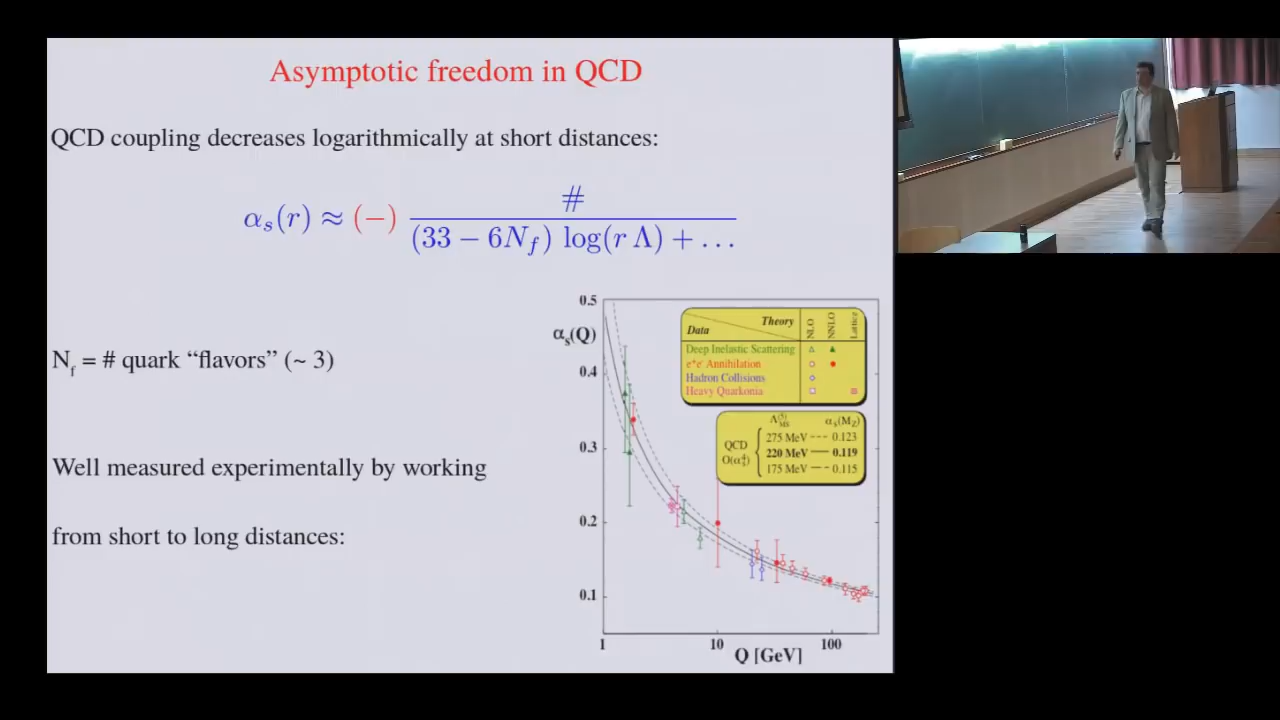 Asymptotic freedom in QCD
QCD coupling decreases logarithmically at short distances:
α_s(r) ≈ (−) # / ((33 − 6N_f) log(r Λ) + …)
N_f = # quark “flavors” (~ 3)
Well measured experimentally by working
from short to long distances:
0.5
α_s(Q)
0.4
0.3
0.2
0.1
1
10
100
Q [GeV]
Data
Theory
NLO
NNLO
Lattice
Deep Inelastic Scattering
e⁺e⁻ Annihilation
Hadron Collisions
Heavy Quarkonia
Λ_MS^(5) α_s(M_Z)
QCD
O(α_s^4)
275 MeV 0.123
220 MeV 0.119
175 MeV 0.115